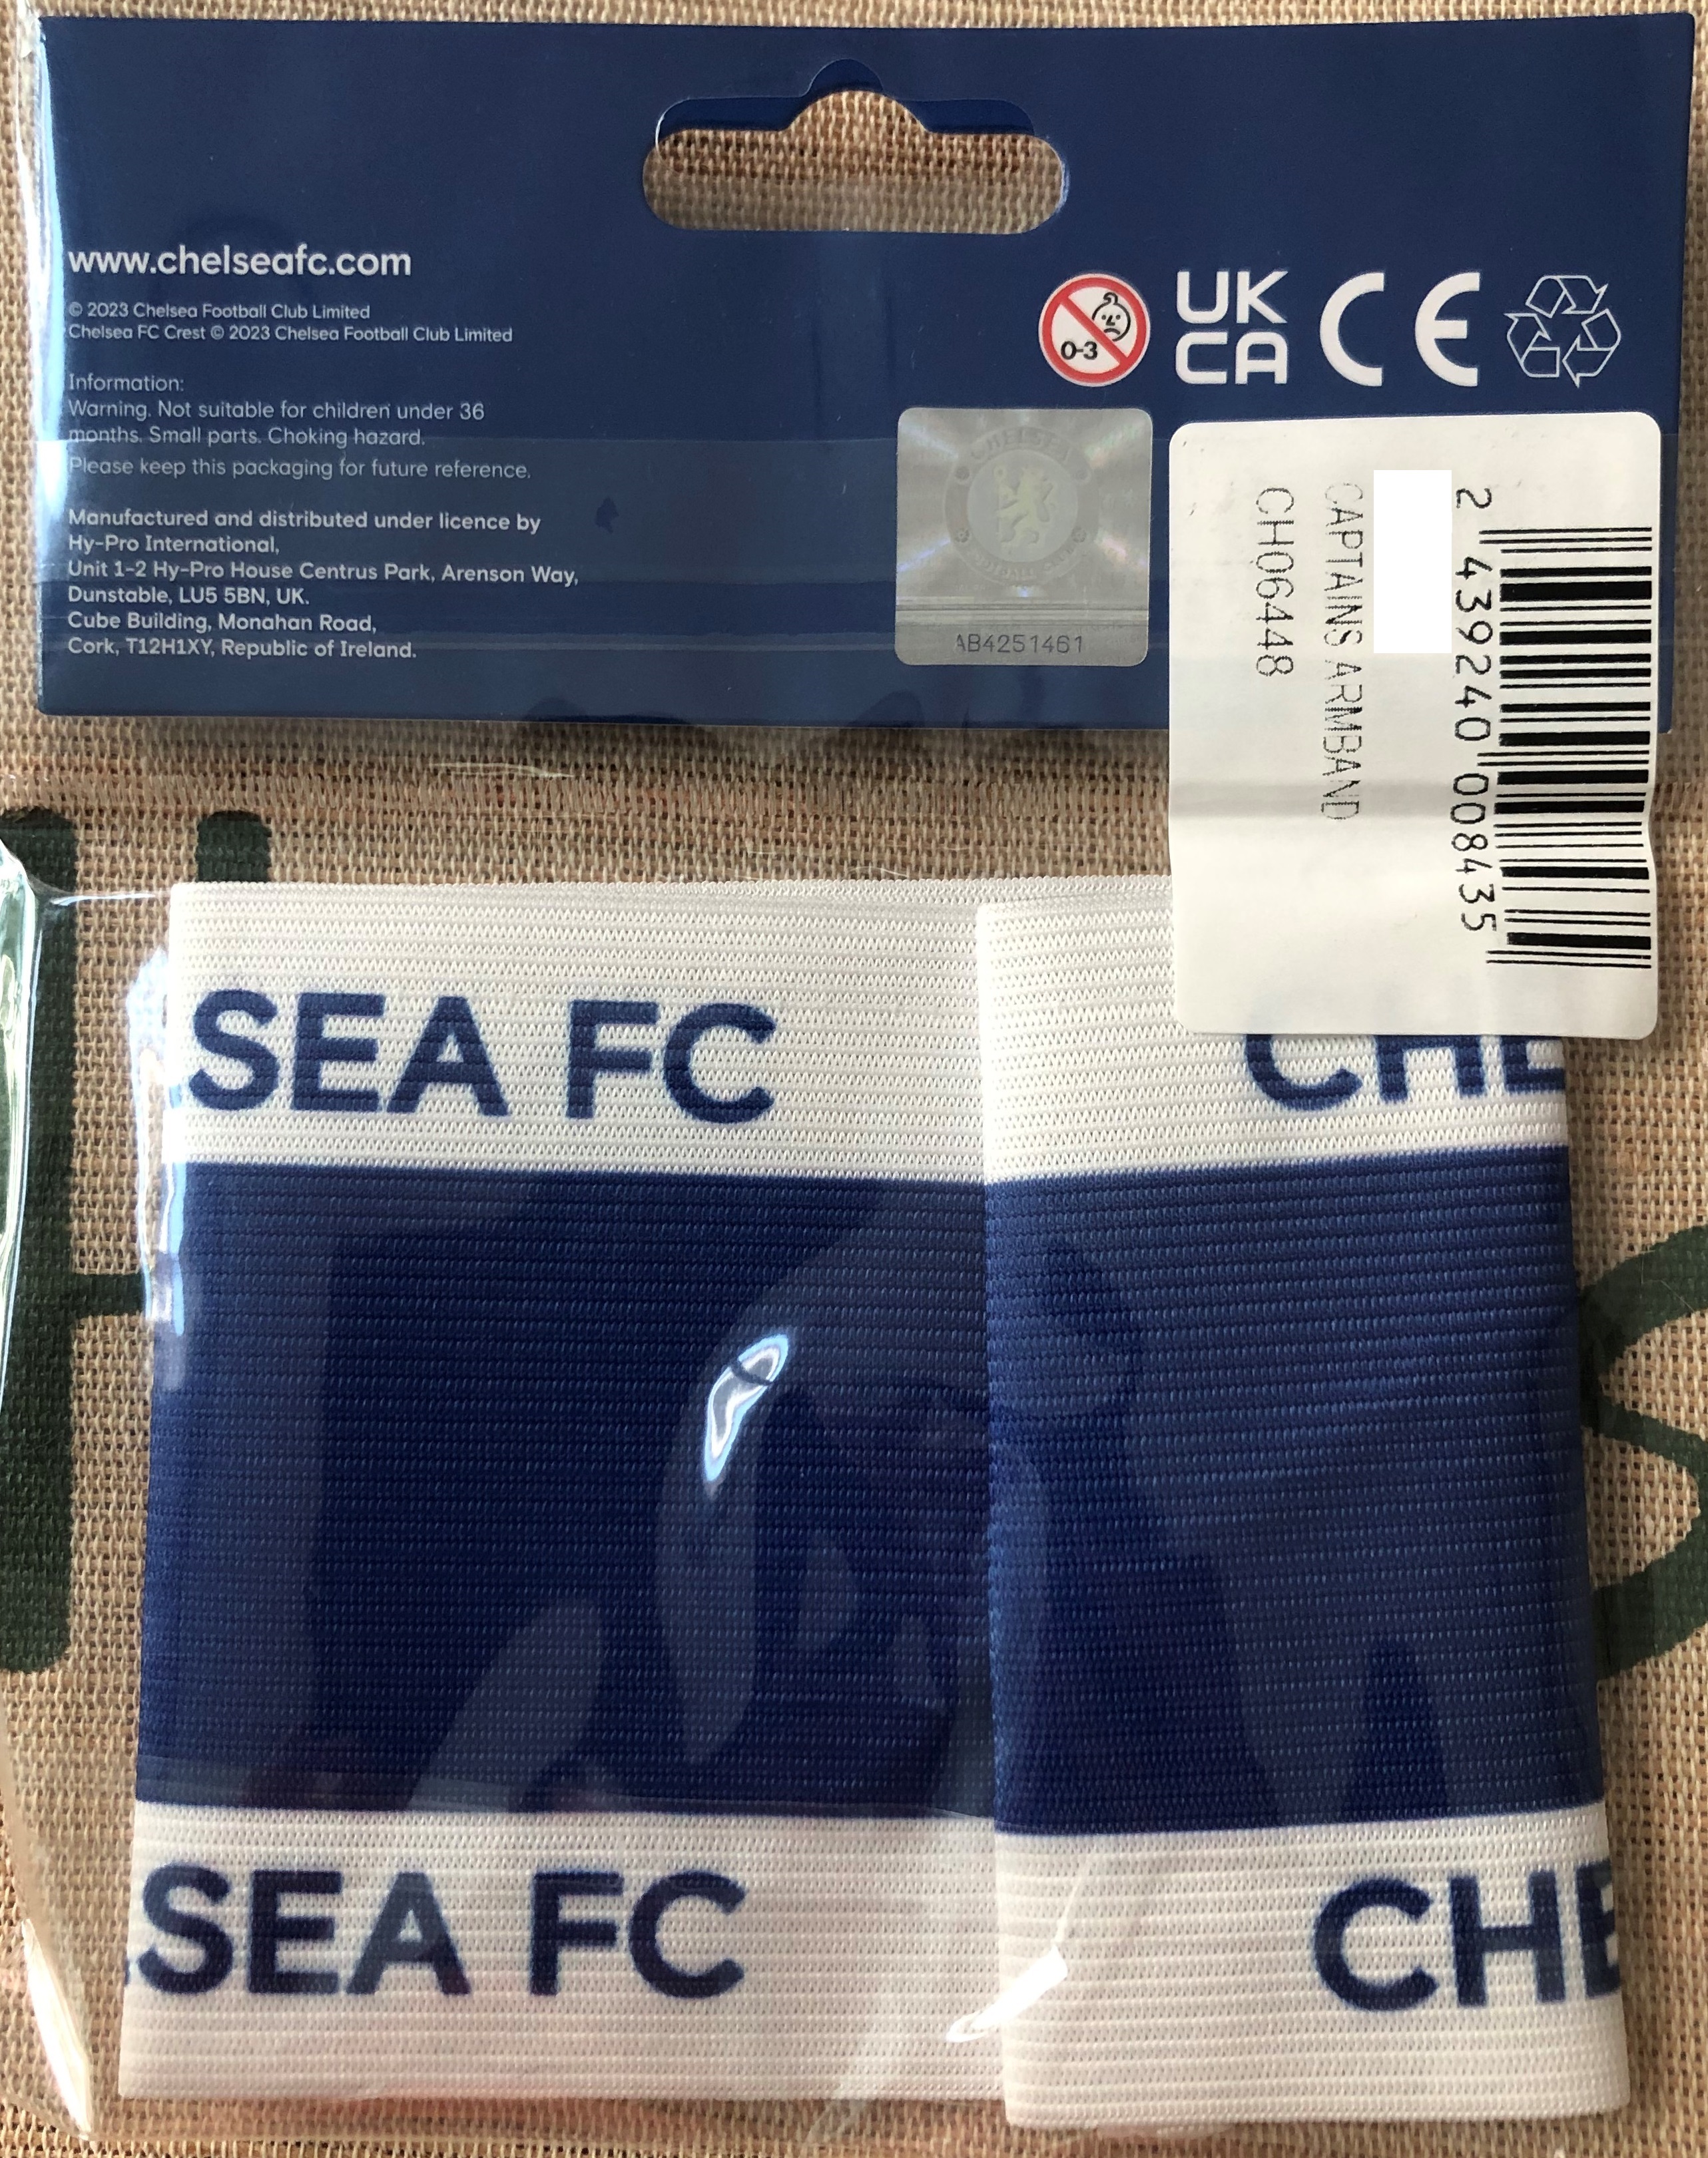 www.chelseafc.com
© 2023 Chelsea Football Club Limited
Chelsea FC Crest © 2023 Chelsea Football Club Limited
Information:
Warning. Not suitable for children under 36
months. Small parts. Choking hazard.
Please keep this packaging for future reference.
Manufactured and distributed under licence by
Hy-Pro International,
Unit 1-2 Hy-Pro House Centrus Park, Arenson Way,
Dunstable, LU5 5BN, UK.
Cube Building, Monahan Road,
Cork, T12H1XY, Republic of Ireland.
0-3
UK
CA
CE
CHELSEA
FOOTBALL CLUB
AB4251461
2 439240 008435
CAPTAINS ARMBAND
CH06448
SEA FC
CHE
SEA FC
CHE